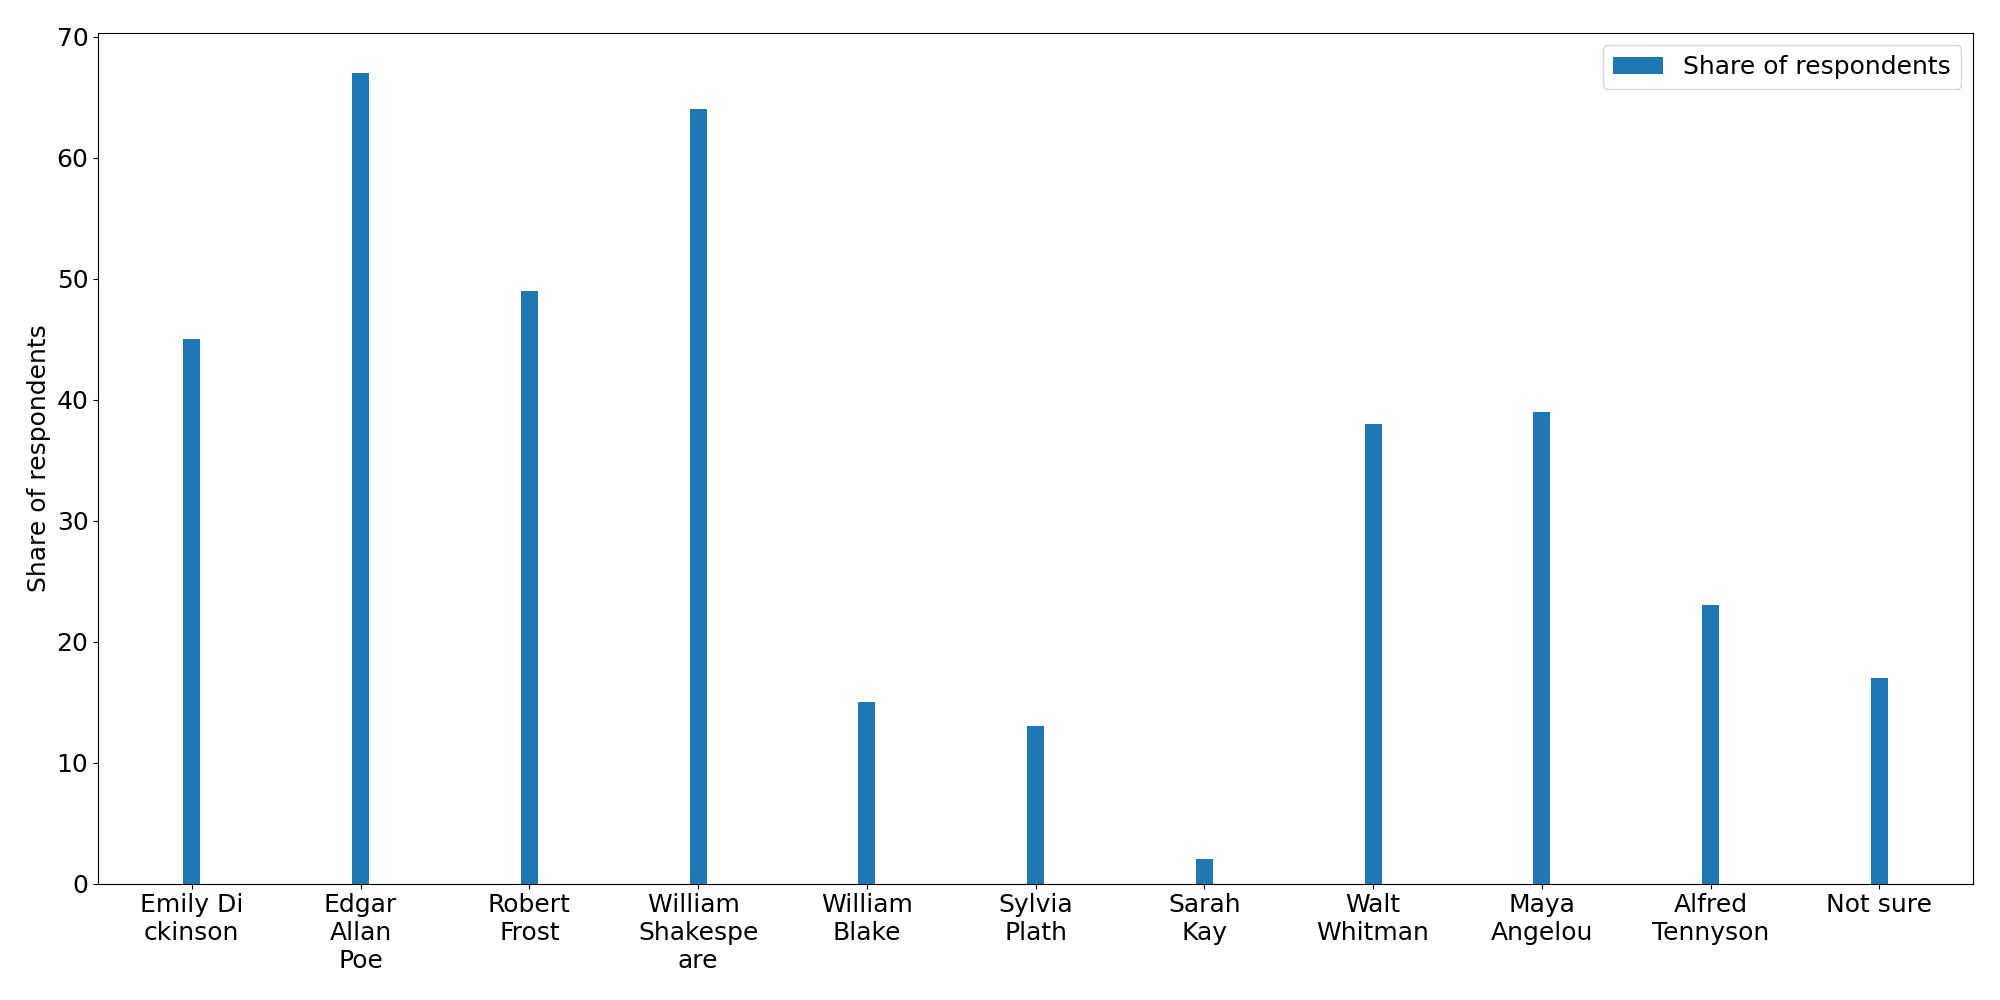 Share of respondents
70
60
50
40
30
20
10
0
Share of respondents
Emily Di
ckinson
Edgar
Allan
Poe
Robert
Frost
William
Shakespe
are
William
Blake
Sylvia
Plath
Sarah
Kay
Walt
Whitman
Maya
Angelou
Alfred
Tennyson
Not sure